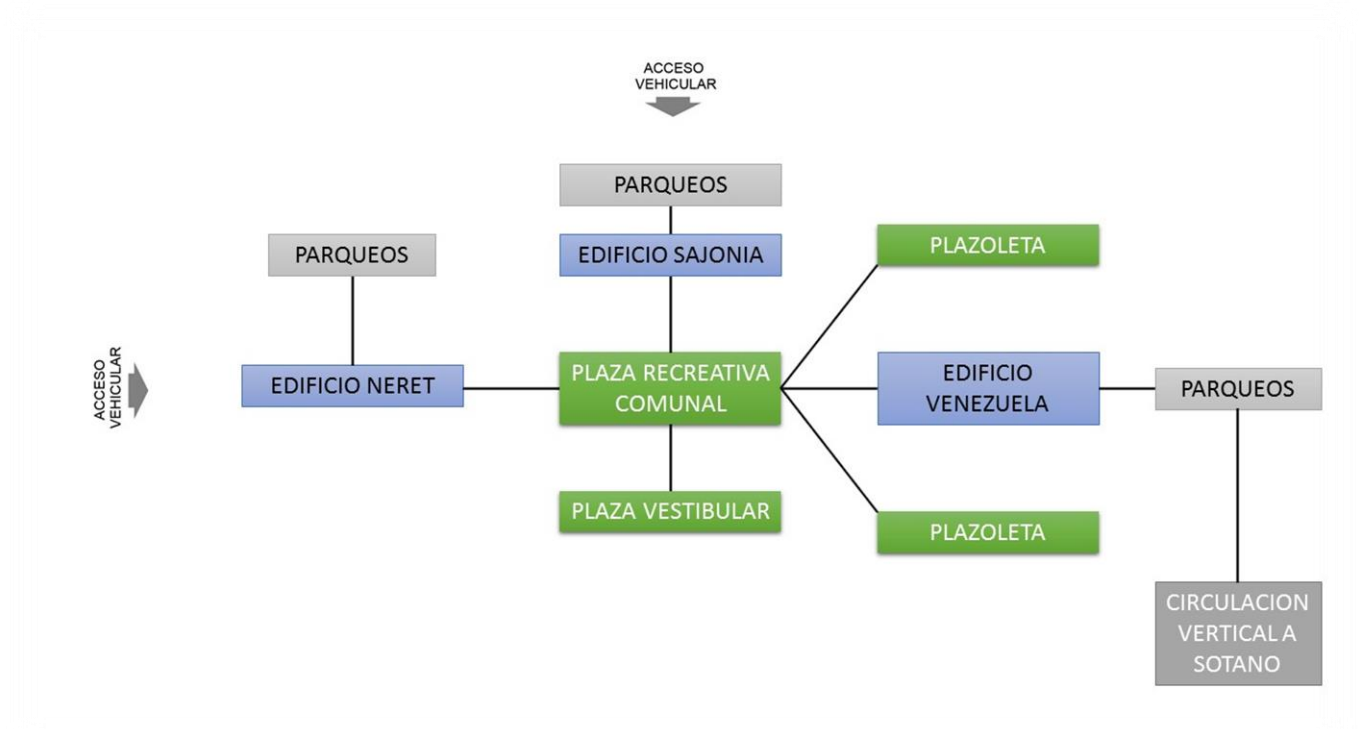 ACCESO
VEHICULAR
PARQUEOS
PARQUEOS
EDIFICIO SAJONIA
PLAZOLETA
ACCESO
VEHICULAR
EDIFICIO NERET
PLAZA RECREATIVA
COMUNAL
EDIFICIO
VENEZUELA
PARQUEOS
PLAZA VESTIBULAR
PLAZOLETA
CIRCULACION
VERTICAL A
SOTANO